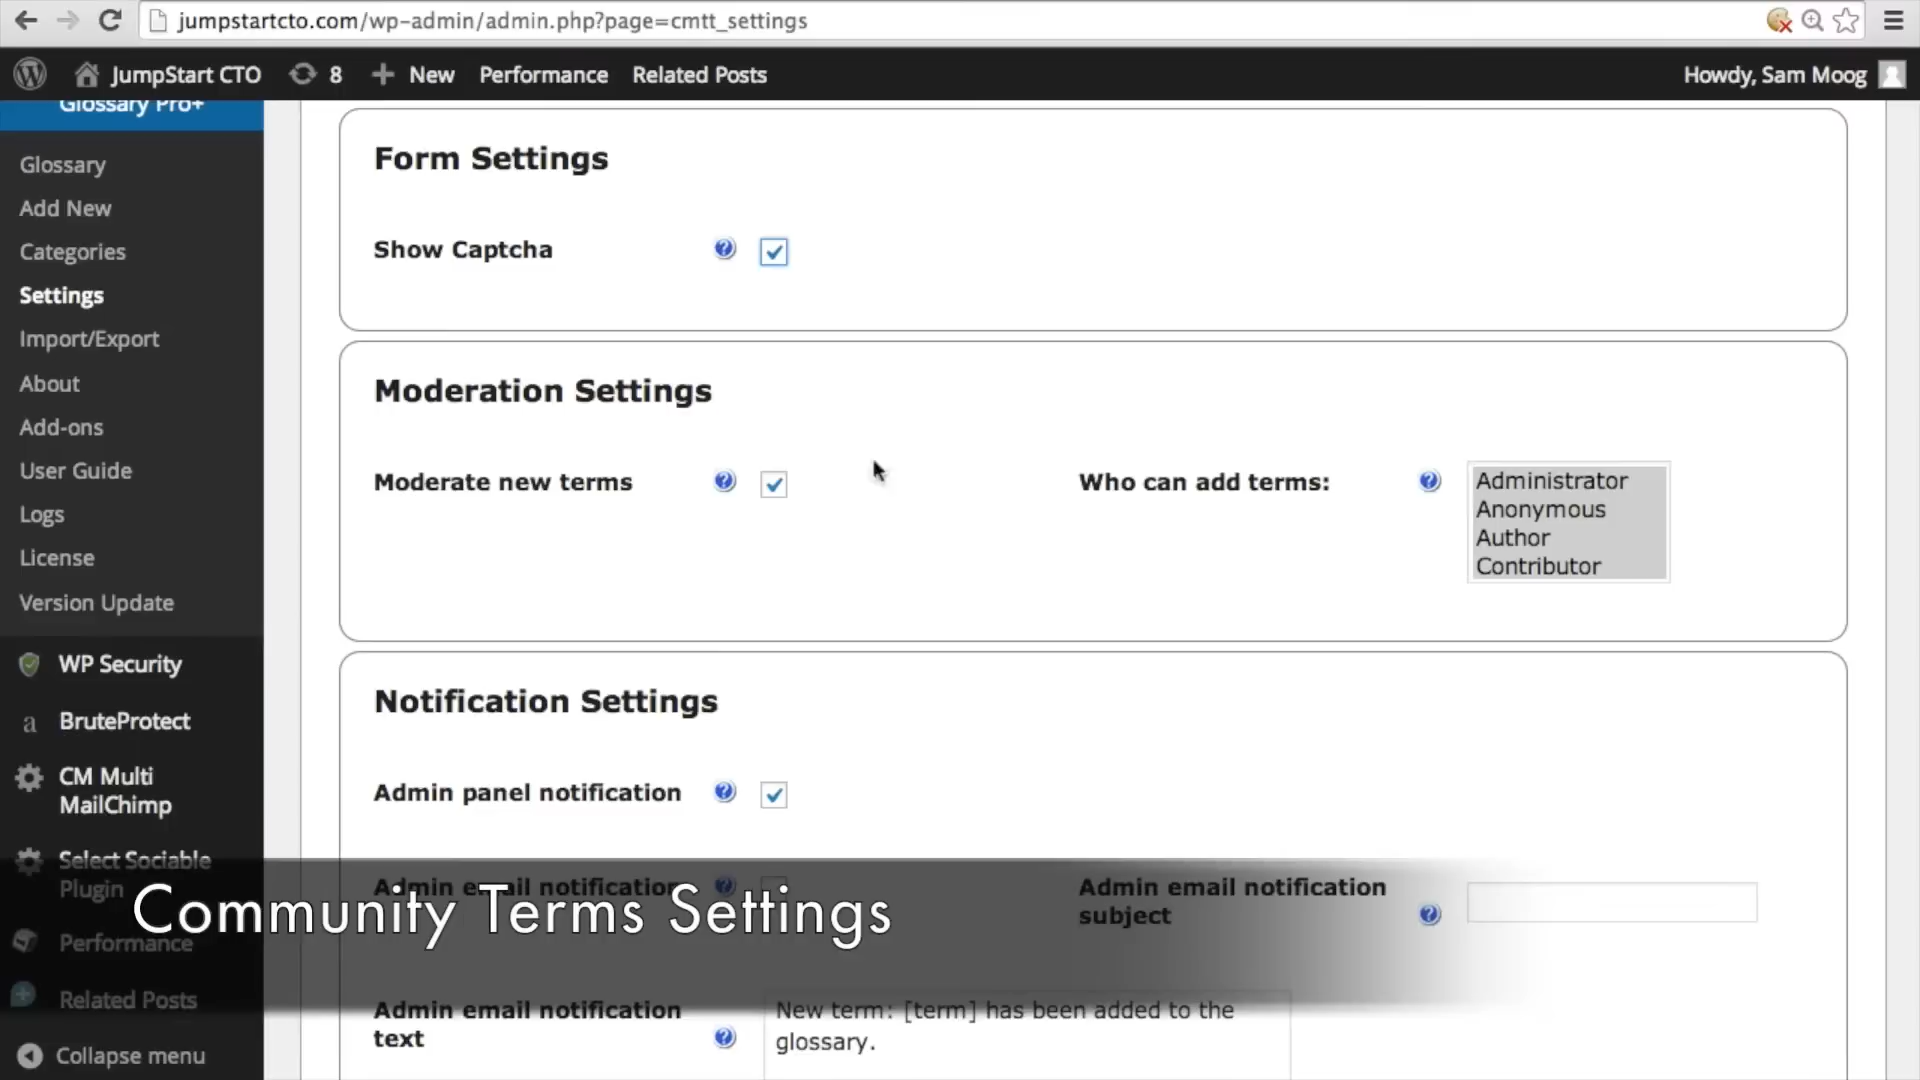 jumpstartcto.com/wp-admin/admin.php?page=cmtt_settings
JumpStart CTO 8 New Performance Related Posts Howdy, Sam Moog
Glossary Pro+
Glossary
Add New
Categories
Settings
Import/Export
About
Add-ons
User Guide
Logs
License
Version Update
WP Security
BruteProtect
CM Multi
MailChimp
Select Sociable
Plugin
Performance
Related Posts
Collapse menu
Form Settings
Show Captcha
Moderation Settings
Moderate new terms
Who can add terms:
Administrator
Anonymous
Author
Contributor
Notification Settings
Admin panel notification
Admin email notification
Admin email notification
subject
Community Terms Settings
Admin email notification
text
New term: [term] has been added to the
glossary.